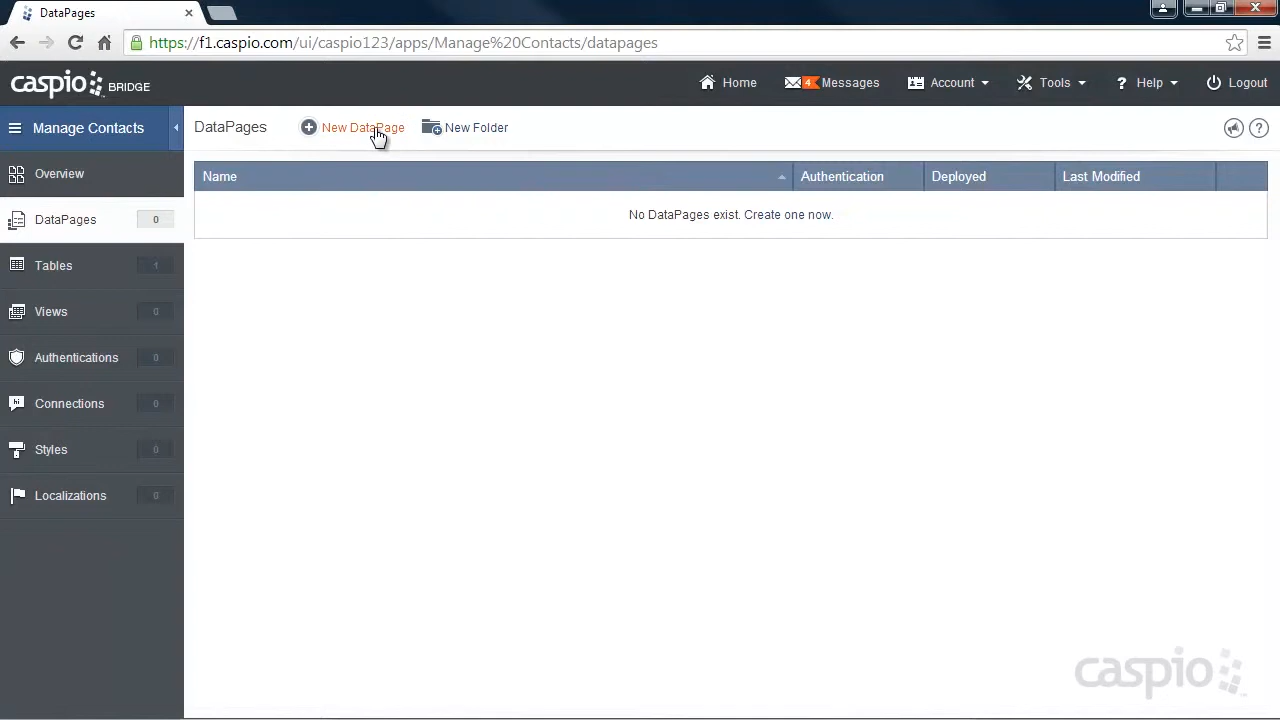 DataPages
https://f1.caspio.com/ui/caspio123/apps/Manage%20Contacts/datapages
caspio BRIDGE
Home
4 Messages
Account
Tools
? Help
Logout
Manage Contacts
DataPages
New DataPage
New Folder
?
Overview
DataPages 0
Tables 1
Views 0
Authentications 0
hi Connections 0
Styles 0
Localizations 0
Name
Authentication
Deployed
Last Modified
No DataPages exist. Create one now.
caspio